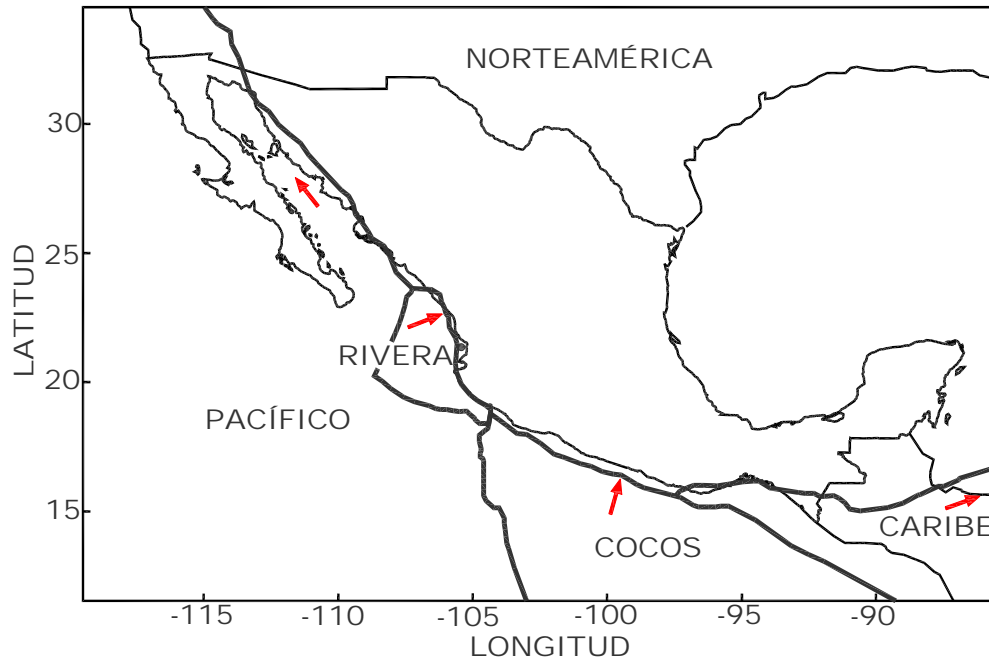 NORTEAMÉRICA
30
25
LATITUD
RIVERA
20
PACÍFICO
15
CARIBE
COCOS
-115 -110 -105 -100 -95 -90
LONGITUD